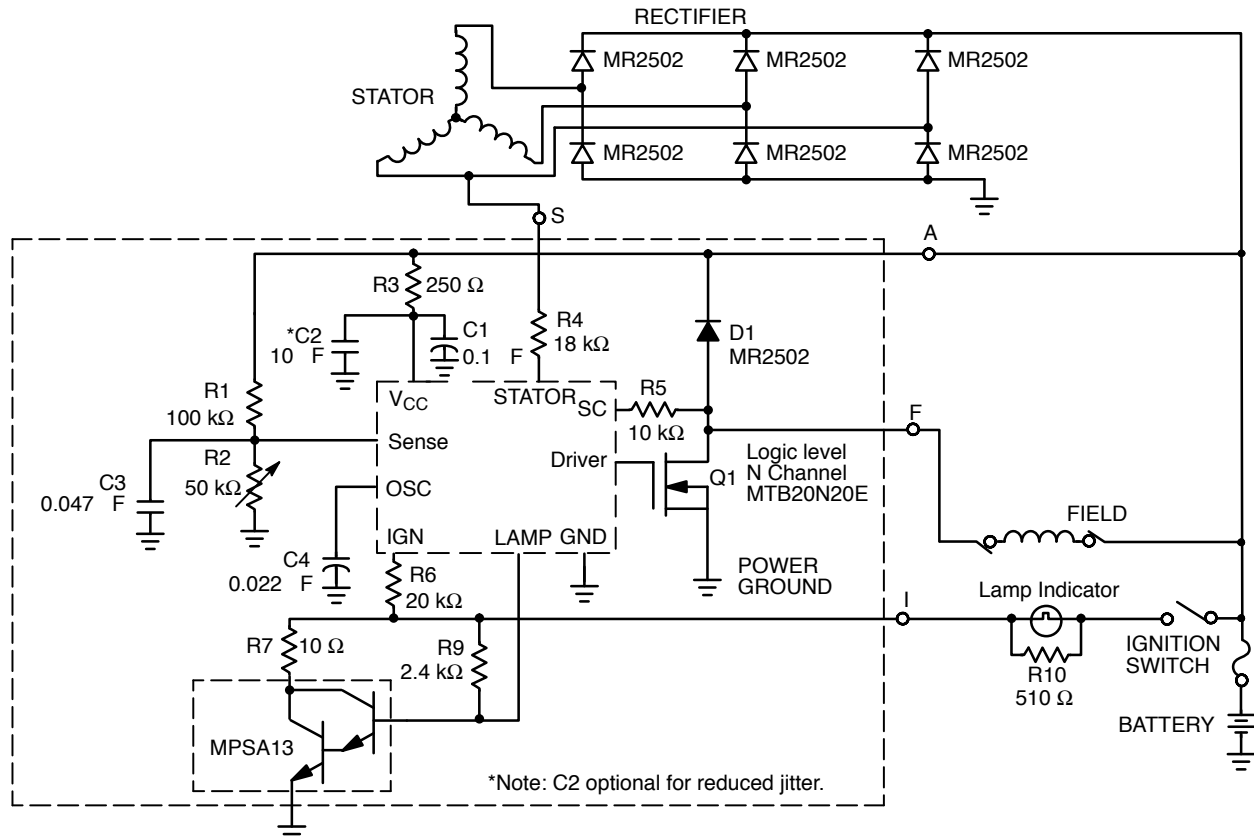 RECTIFIER
MR2502
MR2502
MR2502
STATOR
MR2502
MR2502
MR2502
S
A
R3
250 Ω
*C2
10 F
C1
0.1 F
R4
18 kΩ
D1
MR2502
R1
100 kΩ
VCC
STATOR
SC
R5
10 kΩ
F
Sense
R2
50 kΩ
Driver
Q1
Logic level
N Channel
MTB20N20E
C3
0.047 F
OSC
FIELD
IGN
LAMP
GND
C4
0.022 F
R6
20 kΩ
POWER
GROUND
I
Lamp Indicator
R7
10 Ω
R9
2.4 kΩ
R10
510 Ω
IGNITION
SWITCH
BATTERY
MPSA13
*Note: C2 optional for reduced jitter.